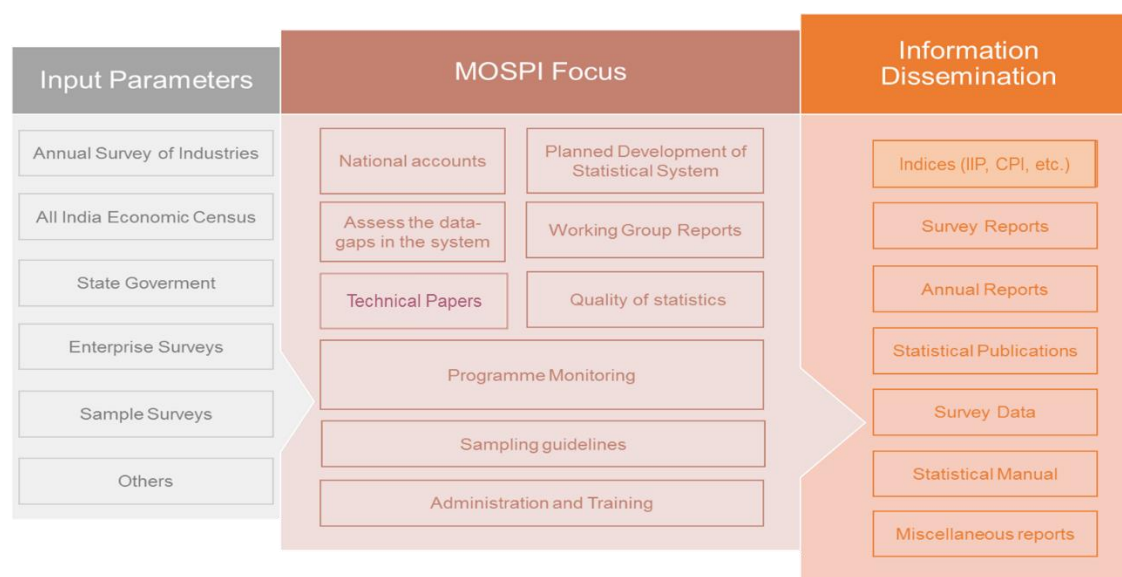 Input Parameters
Annual Survey of Industries
All India Economic Census
State Goverment
Enterprise Surveys
Sample Surveys
Others
MOSPI Focus
National accounts
Planned Development of
Statistical System
Assess the data-
gaps in the system
Working Group Reports
Technical Papers
Quality of statistics
Programme Monitoring
Sampling guidelines
Administration and Training
Information
Dissemination
Indices (IIP, CPI, etc.)
Survey Reports
Annual Reports
Statistical Publications
Survey Data
Statistical Manual
Miscellaneous reports